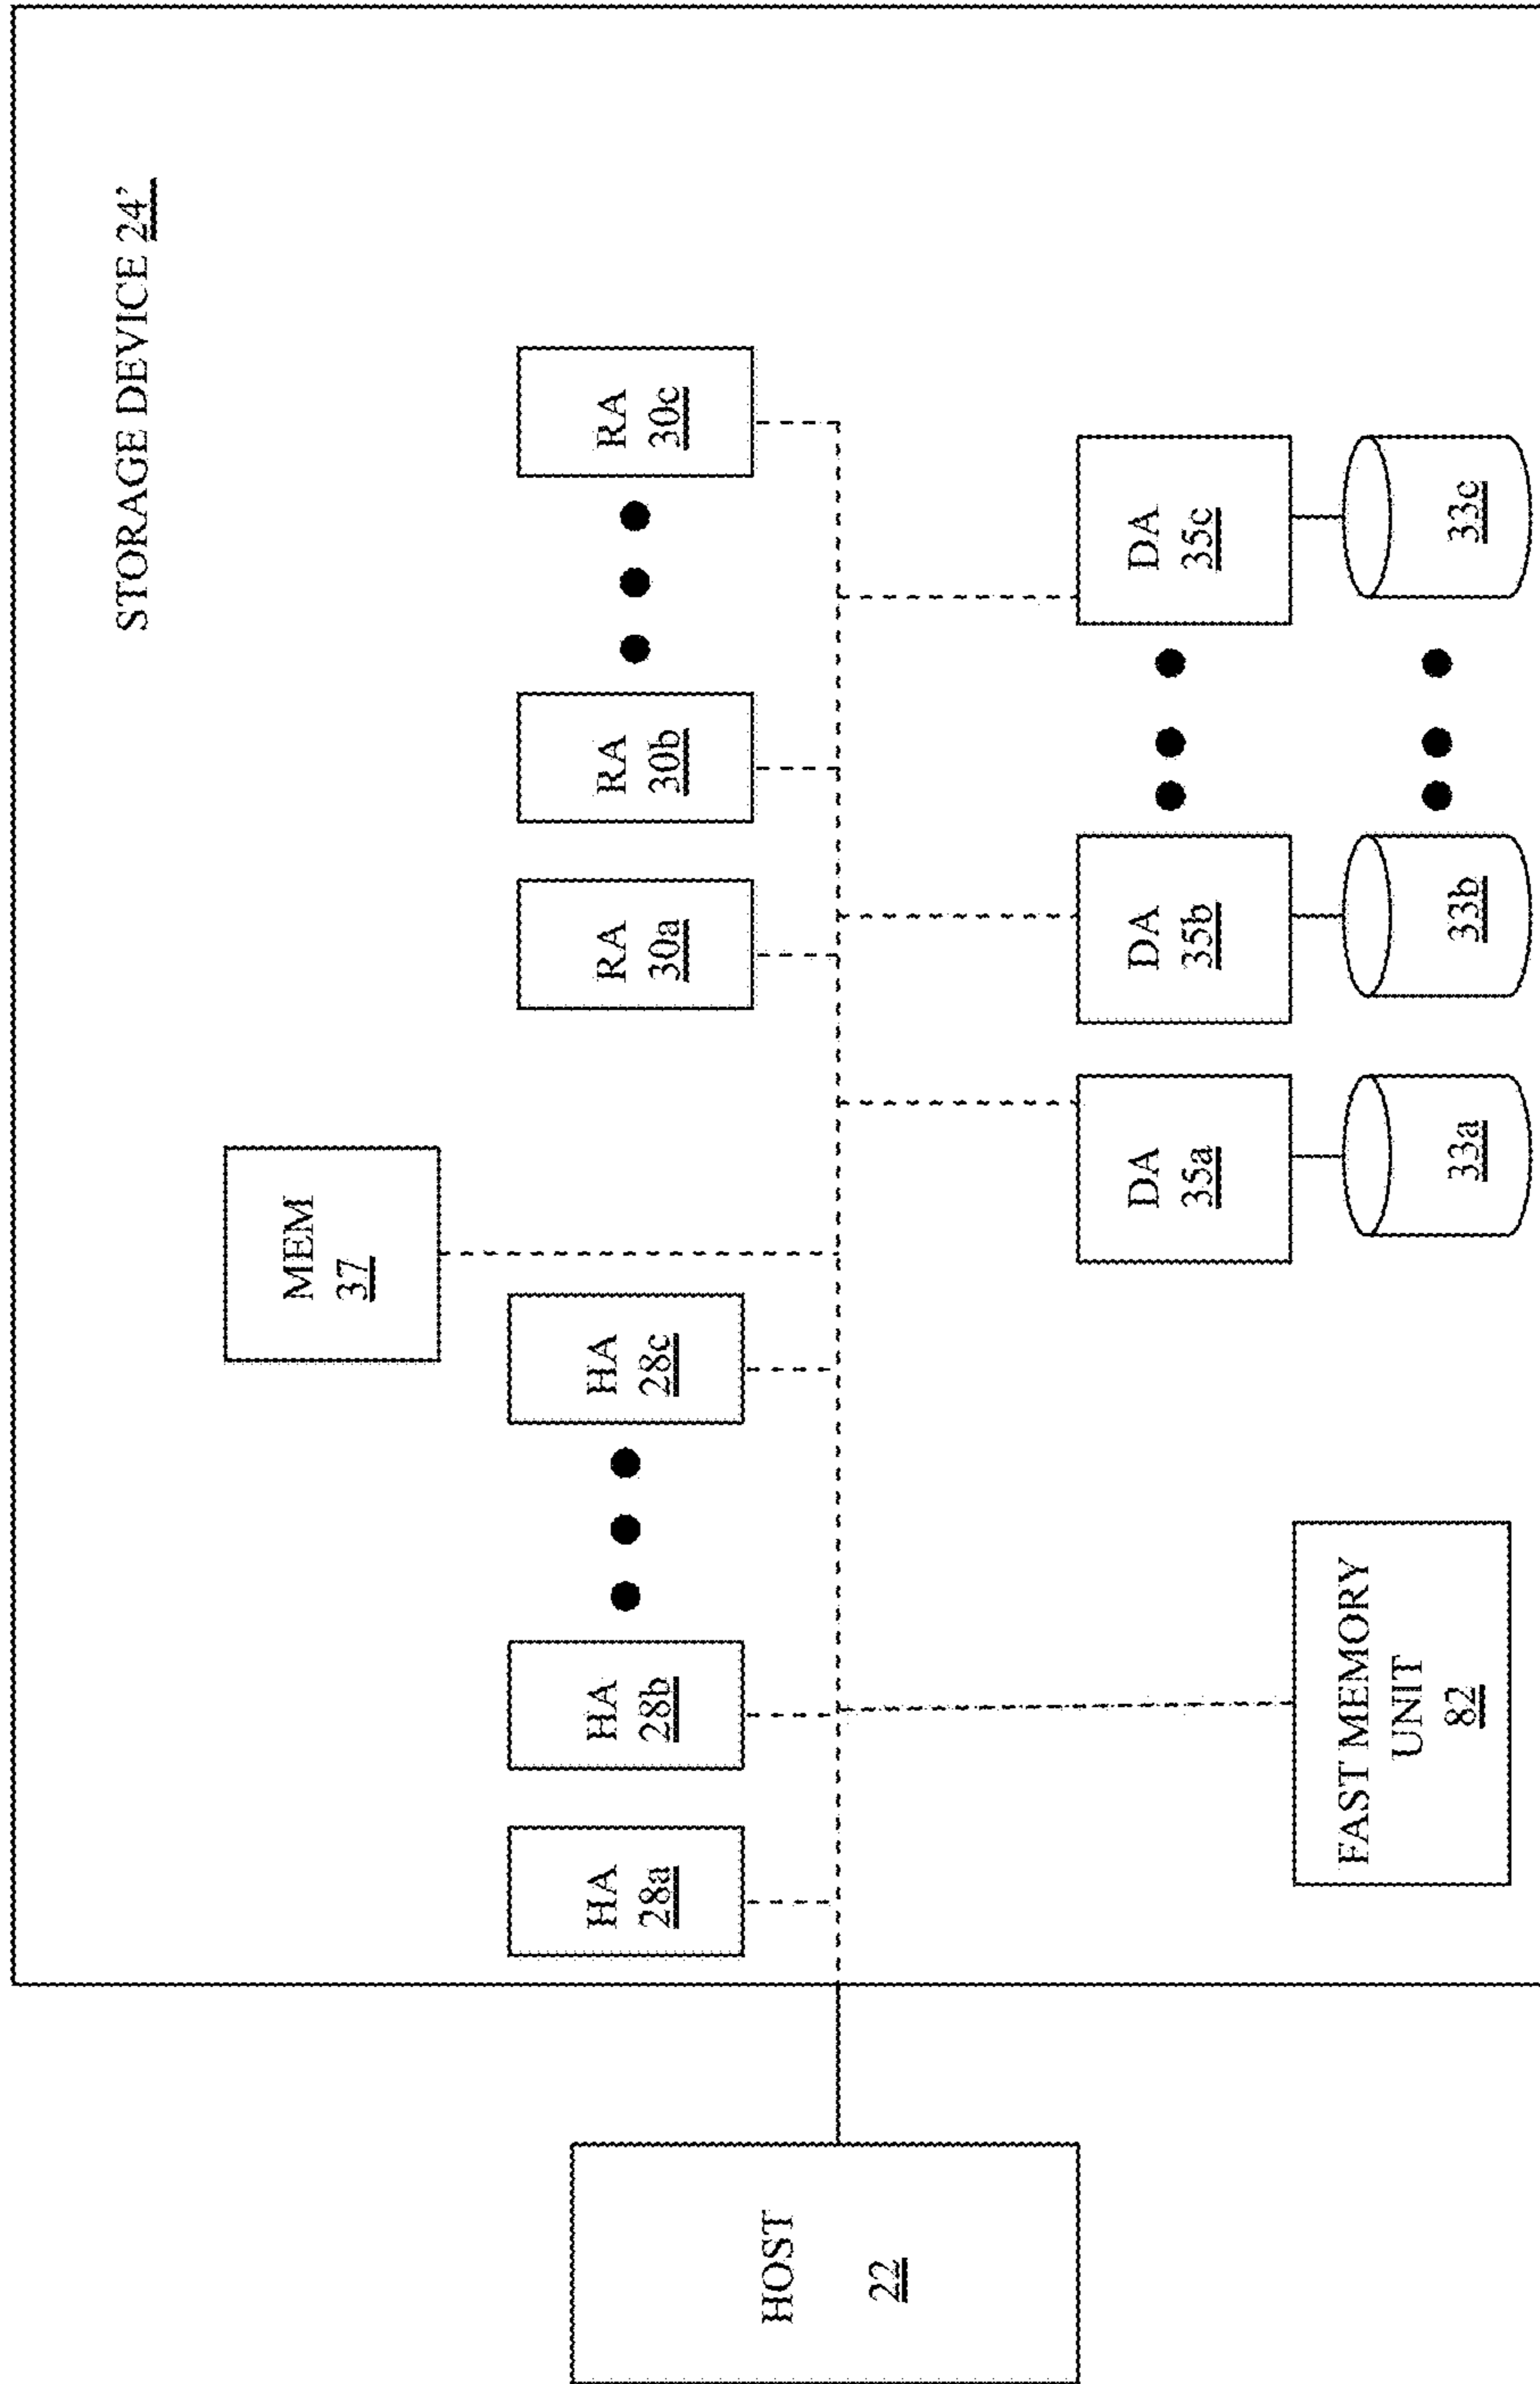 STORAGE DEVICE 24’
MEM
37
HA
28a
HA
28b
HA
28c
RA
30a
RA
30b
RA
30c
HOST
22
DA
35a
DA
35b
DA
35c
33a
33b
33c
FAST MEMORY
UNIT
82